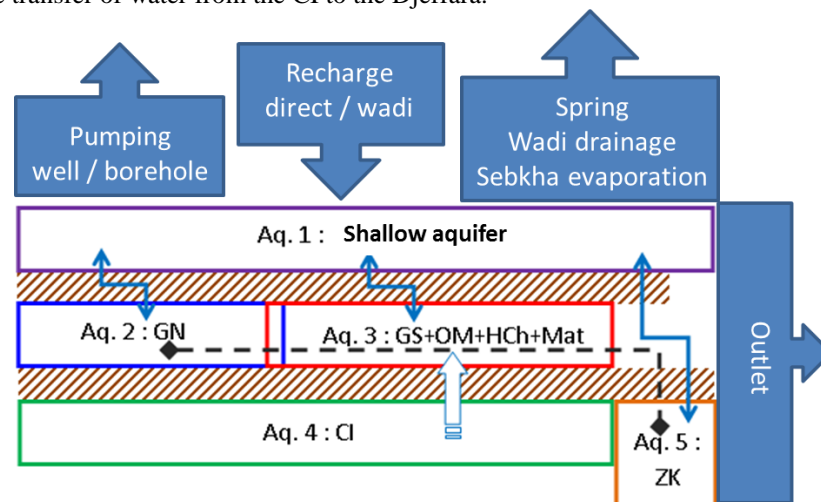 transfer of water from the CI to the Djeffara.
Pumping
well / borehole
Recharge
direct / wadi
Spring
Wadi drainage
Sebkha evaporation
Aq. 1 : Shallow aquifer
Aq. 2 : GN
Aq. 3 : GS+OM+HCh+Mat
Aq. 4 : CI
Aq. 5 :
ZK
Outlet